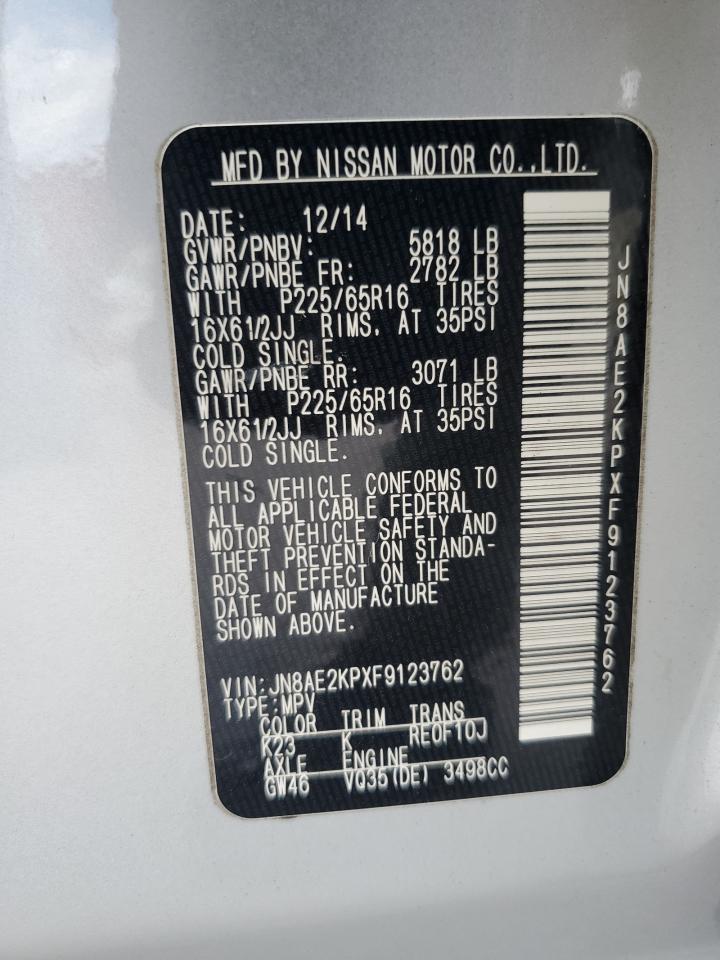 MFD BY NISSAN MOTOR CO.,LTD.
DATE: 12/14
GVWR/PNBV: 5818 LB
GAWR/PNBE FR: 2782 LB
WITH P225/65R16 TIRES
16X61/2JJ RIMS, AT 35PSI
COLD SINGLE.
GAWR/PNBE RR: 3071 LB
WITH P225/65R16 TIRES
16X61/2JJ RIMS, AT 35PSI
COLD SINGLE.
THIS VEHICLE CONFORMS TO
ALL APPLICABLE FEDERAL
MOTOR VEHICLE SAFETY AND
THEFT PREVENTION STANDA-
RDS IN EFFECT ON THE
DATE OF MANUFACTURE
SHOWN ABOVE.
VIN:JN8AE2KPXF9123762
TYPE:MPV
COLOR TRIM TRANS
K23 K RE0F10J
AXLE ENGINE
GW46 VQ35(DE) 3498CC
JN8AE2KPXF9123762